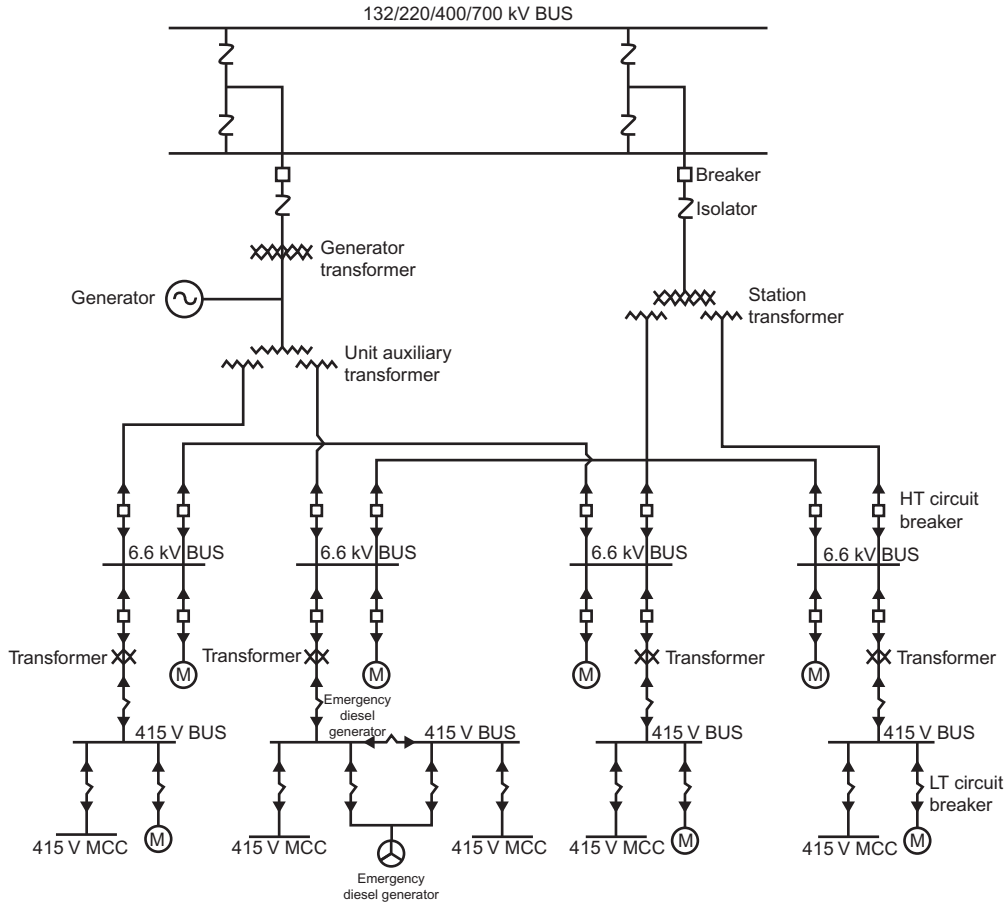 132/220/400/700 kV BUS
Breaker
Isolator
Generator
transformer
Generator
Station
transformer
Unit auxiliary
transformer
HT circuit
breaker
6.6 kV BUS
6.6 kV BUS
6.6 kV BUS
6.6 kV BUS
Transformer
M
Transformer
M
M
Transformer
M
Transformer
Emergency
diesel
generator
415 V BUS
415 V BUS
415 V BUS
415 V BUS
LT circuit
breaker
415 V MCC
M
415 V MCC
415 V MCC
415 V MCC
M
415 V MCC
M
Emergency
diesel generator